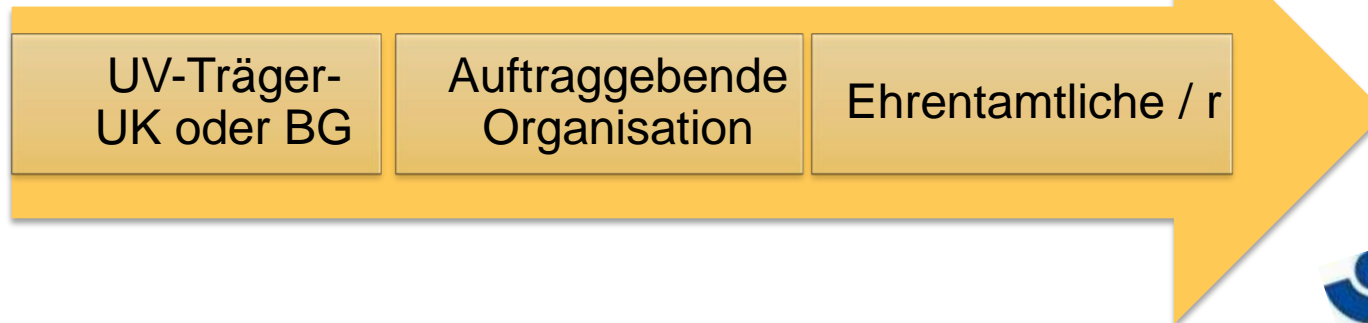 UV-Träger-
UK oder BG
Auftraggebende
Organisation
Ehrentamtliche / r